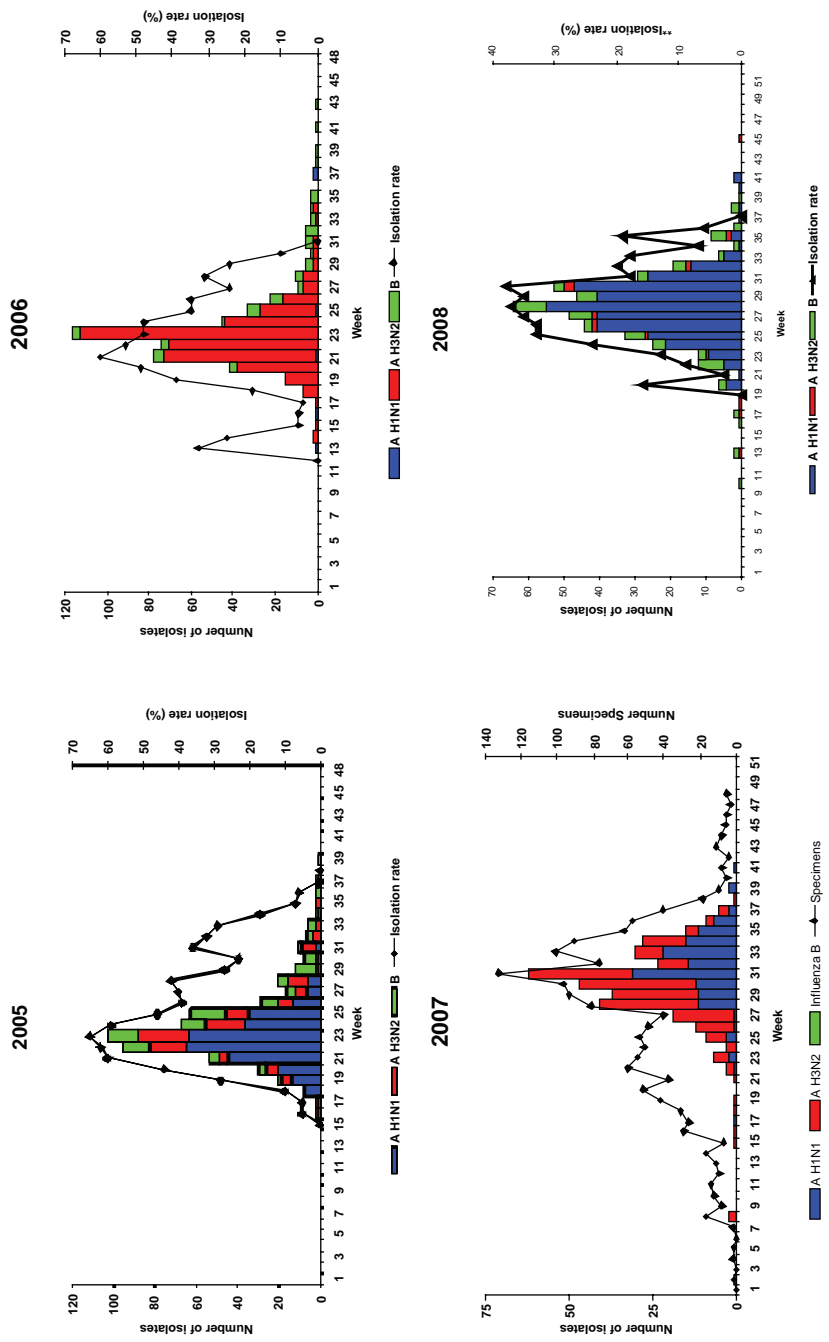 2005
Number of isolates
120
100
80
60
40
20
0
Isolation rate (%)
70
60
50
40
30
20
10
0
1 3 5 7 9 11 13 15 17 19 21 23 25 27 29 31 33 35 37 39 41 43 45 48
Week
A H1N1 A H3N2 B Isolation rate
2006
Number of isolates
120
100
80
60
40
20
0
Isolation rate (%)
70
60
50
40
30
20
10
0
1 3 5 7 9 11 13 15 17 19 21 23 25 27 29 31 33 35 37 39 41 43 45 48
Week
A H1N1 A H3N2 B Isolation rate
2007
Number of isolates
75
50
25
0
Number Specimens
140
120
100
80
60
40
20
0
1 3 5 7 9 11 13 15 17 19 21 23 25 27 29 31 33 35 37 39 41 43 45 47 49 51
Week
A H1N1 A H3N2 Influenza B Specimens
2008
Number of isolates
70
60
50
40
30
20
10
0
**Isolation rate (%)
40
30
20
10
0
1 3 5 7 9 11 13 15 17 19 21 23 25 27 29 31 33 35 37 39 41 43 45 47 49 51
Week
A H1N1 A H3N2 B Isolation rate